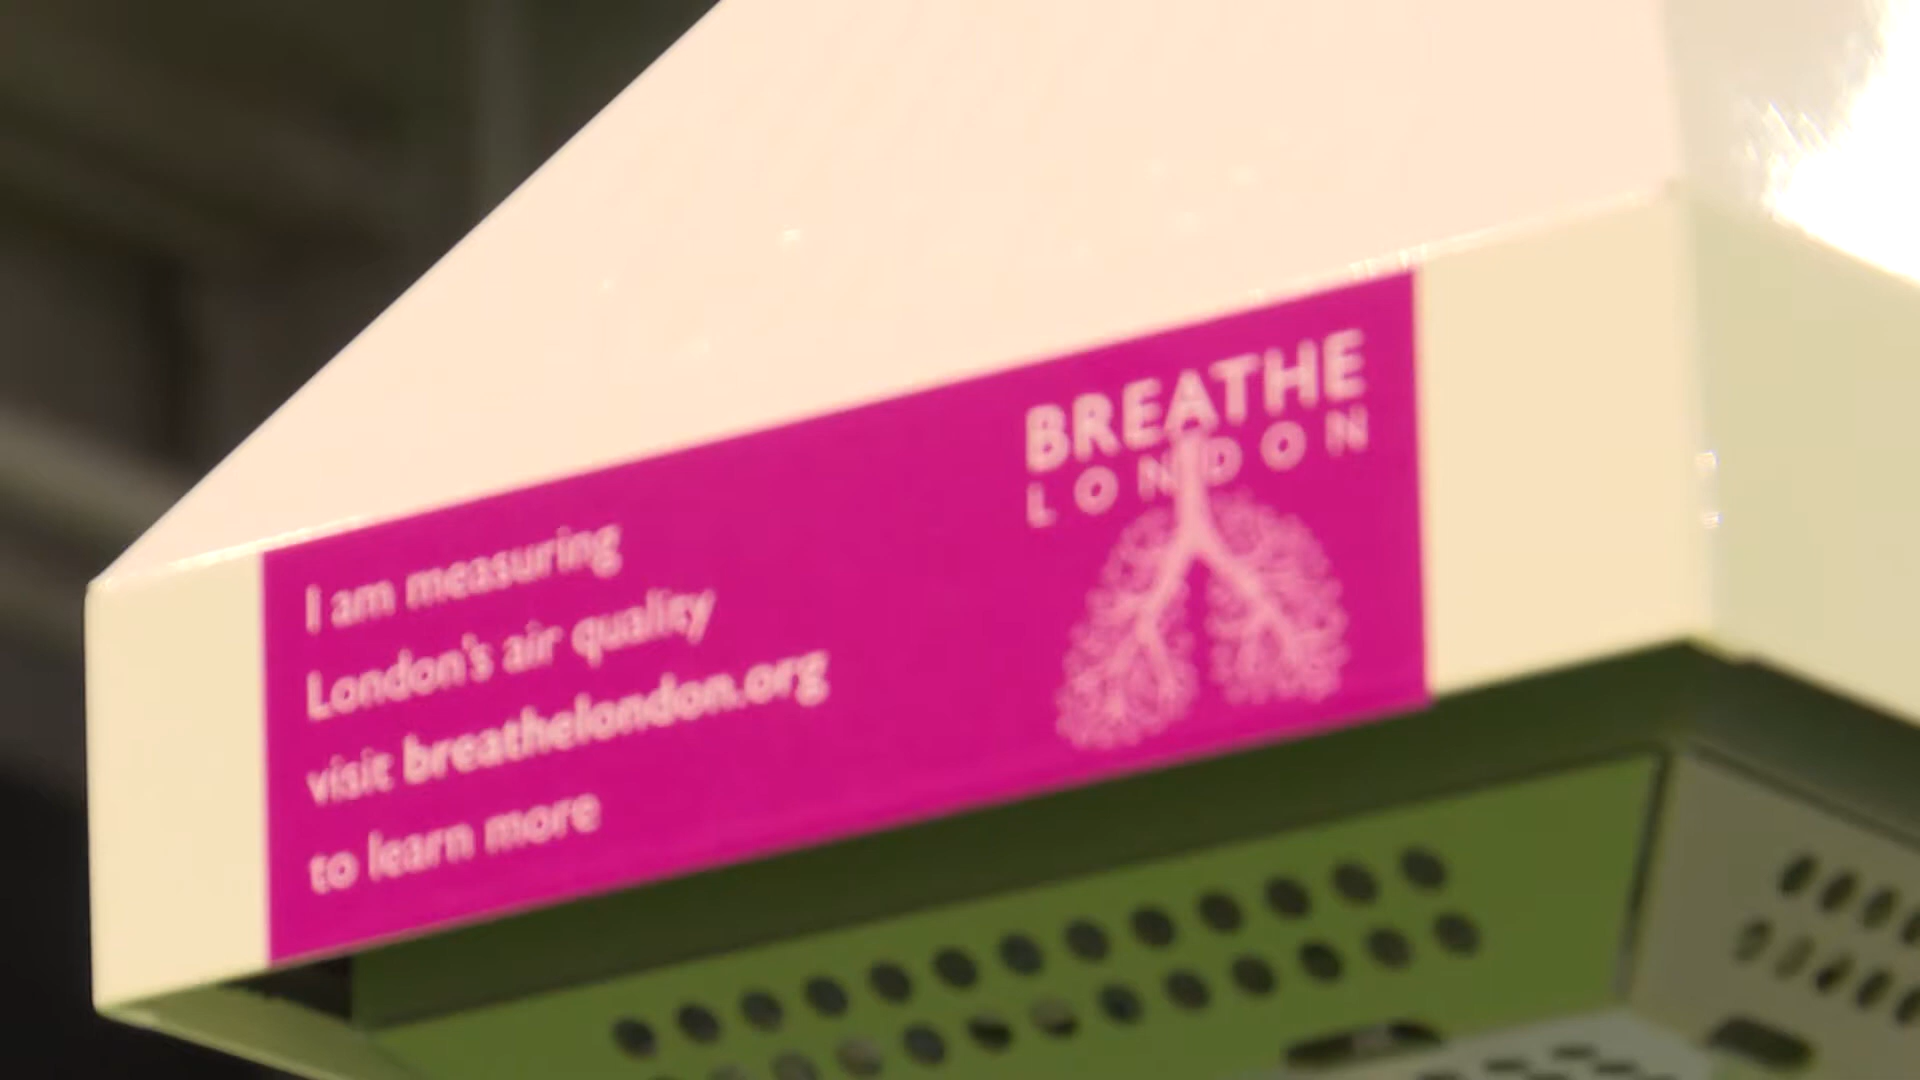 I am measuring
London's air quality
visit breathelondon.org
to learn more
BREATHE
LONDON